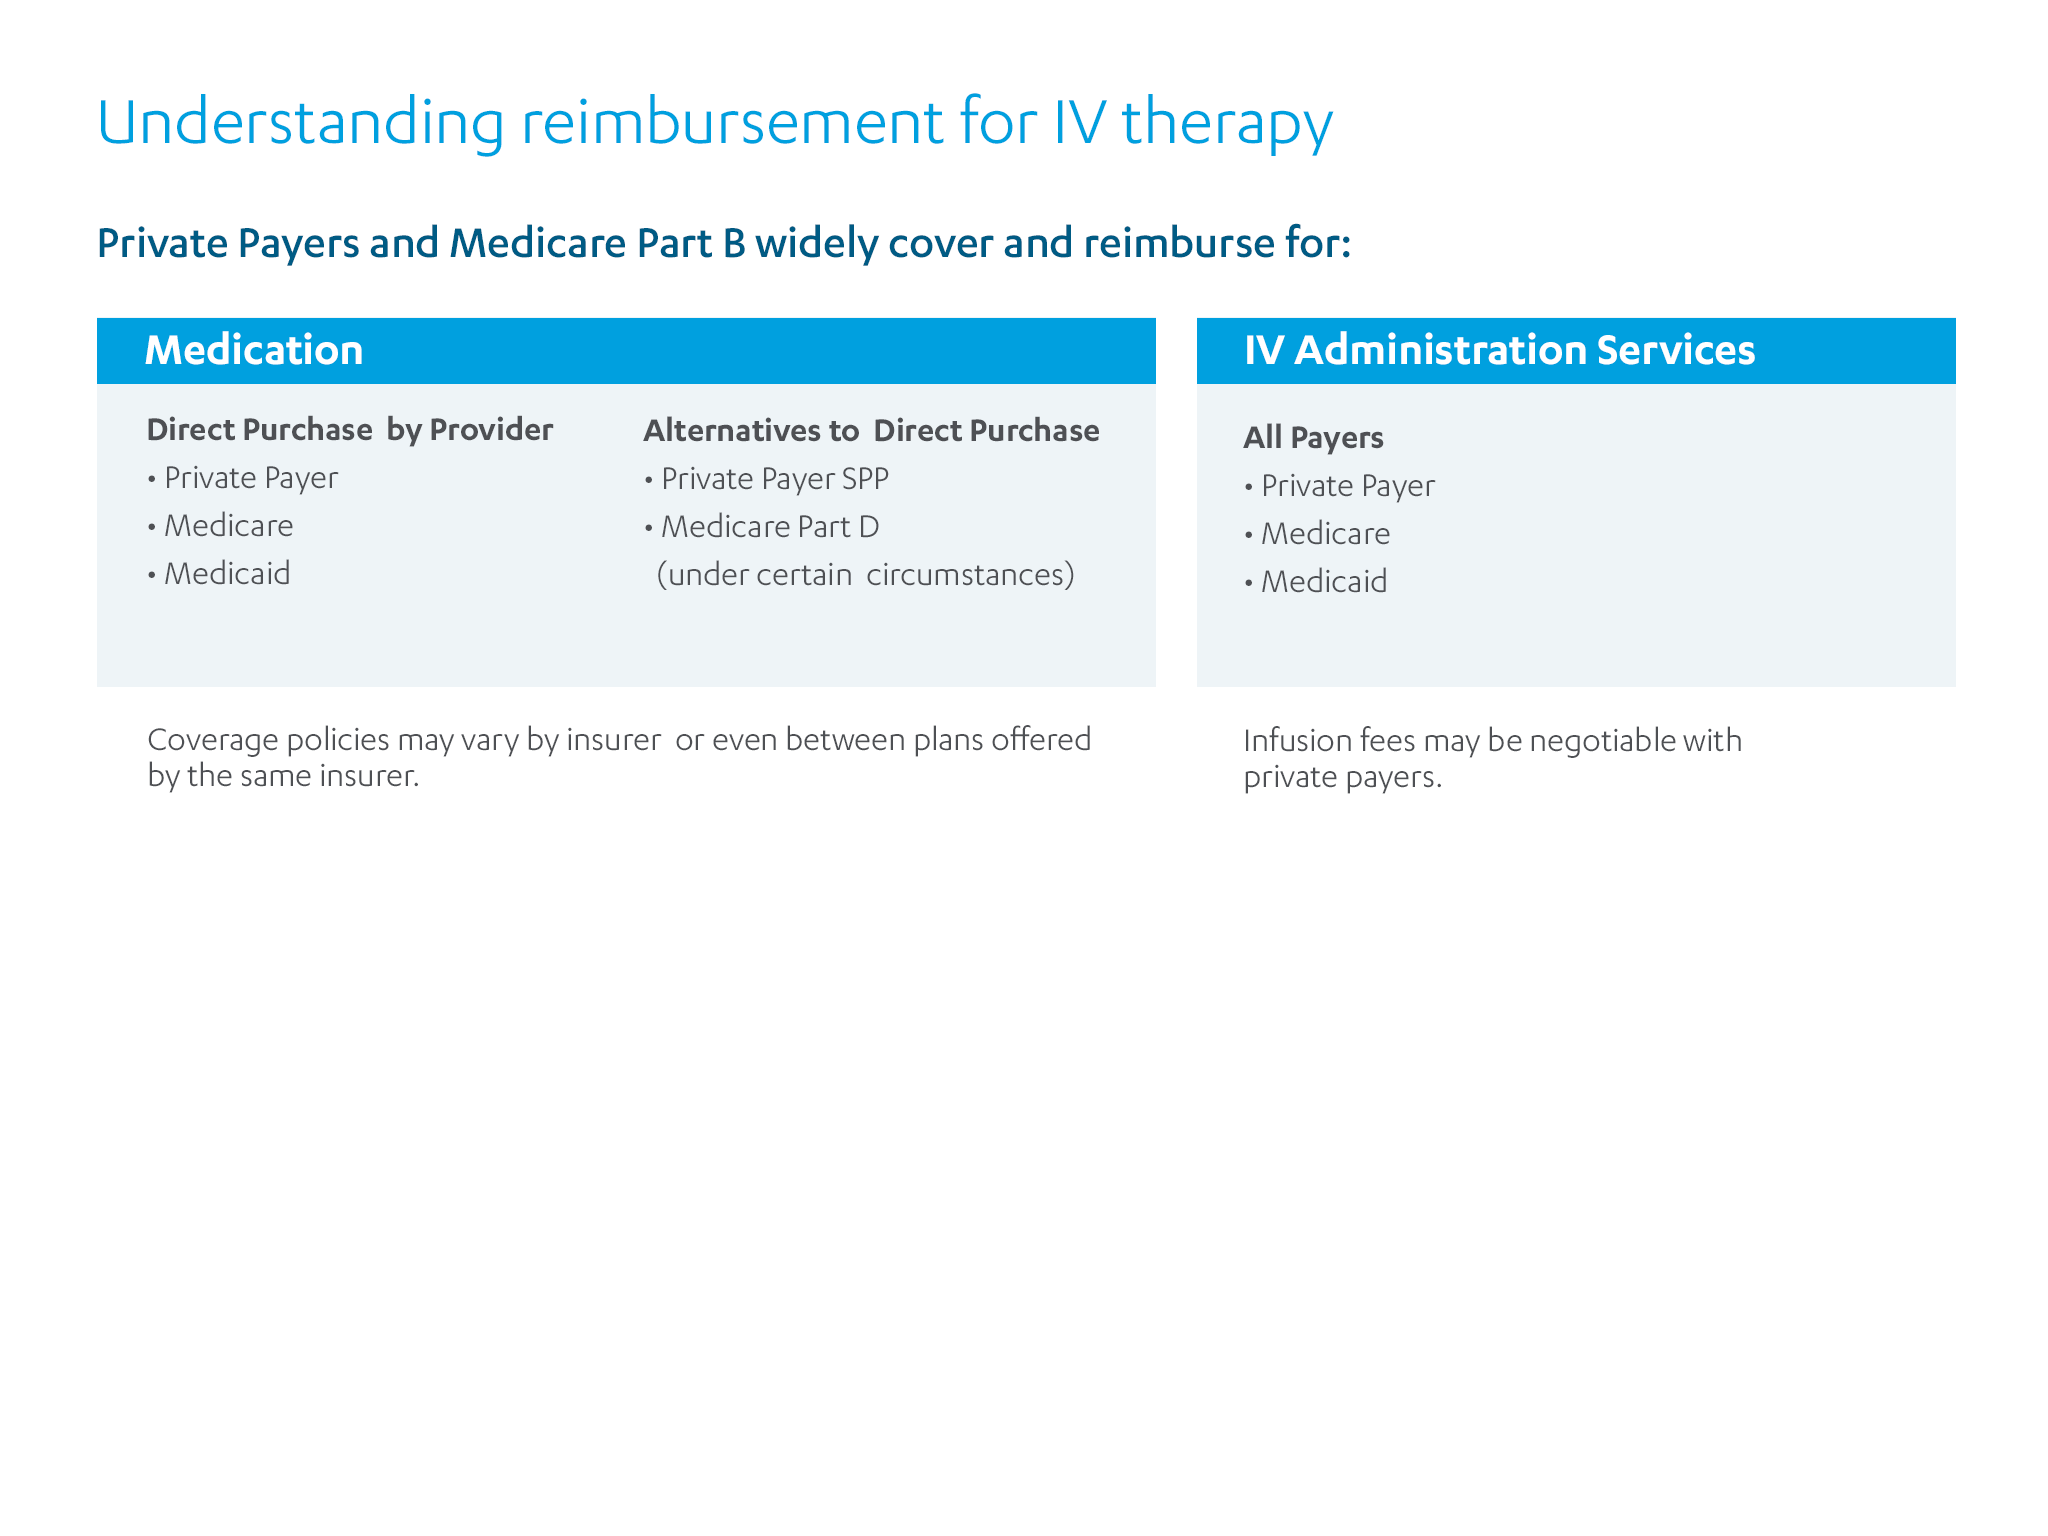 Understanding reimbursement for IV therapy
Private Payers and Medicare Part B widely cover and reimburse for:
Medication
Direct Purchase by Provider
• Private Payer
• Medicare
• Medicaid
Alternatives to Direct Purchase
• Private Payer SPP
• Medicare Part D
(under certain circumstances)
Coverage policies may vary by insurer or even between plans offered
by the same insurer.
IV Administration Services
All Payers
• Private Payer
• Medicare
• Medicaid
Infusion fees may be negotiable with
private payers.